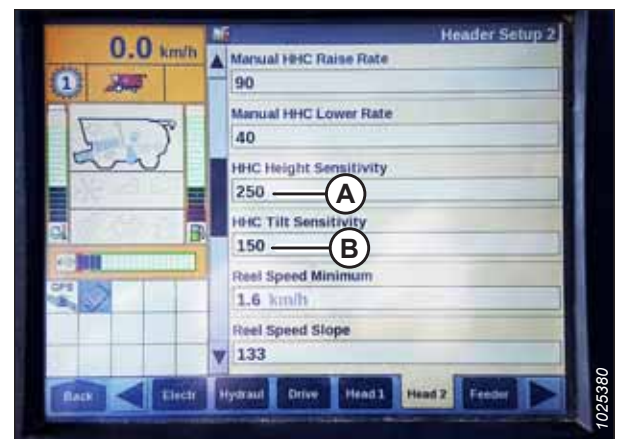 0.0 km/h
Header Setup 2
1
Manual HHC Raise Rate
90
Manual HHC Lower Rate
40
HHC Height Sensitivity
250
A
HHC Tilt Sensitivity
150
B
Reel Speed Minimum
1.6 km/h
GPS
Reel Speed Slope
133
Back
Electr
Hydraul
Drive
Head 1
Head 2
Feeder
1025380